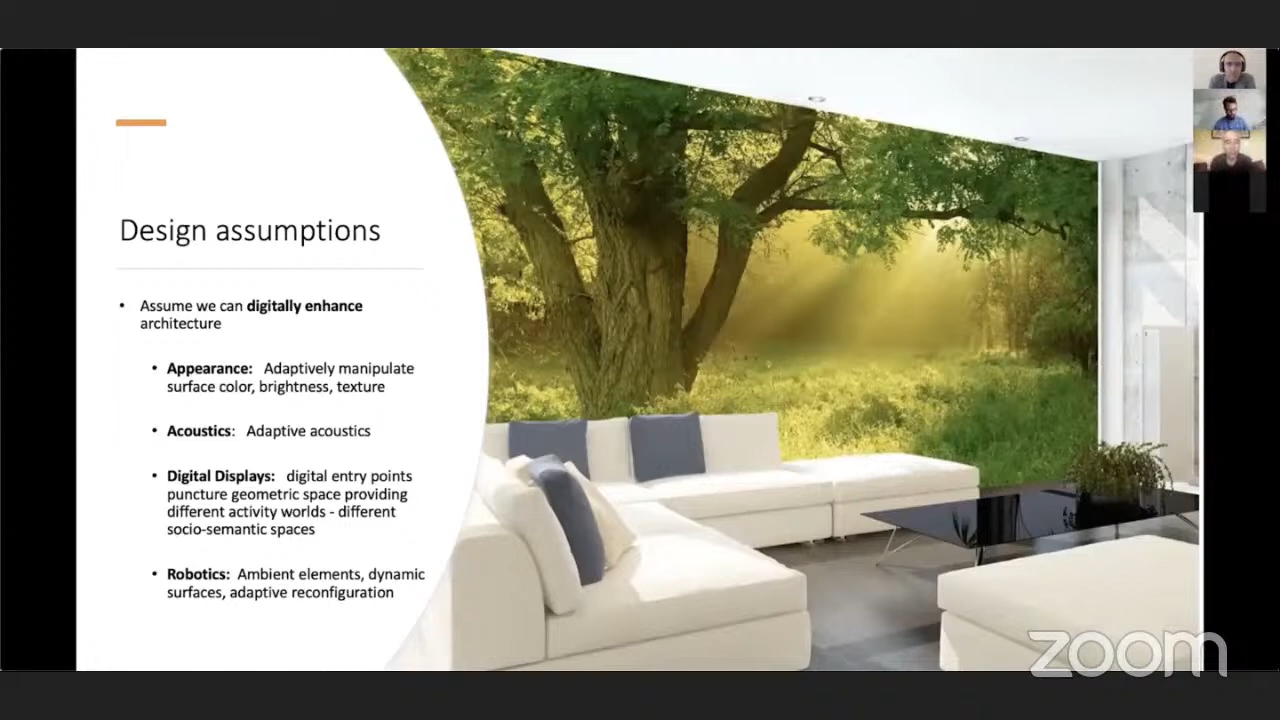 Design assumptions
• Assume we can digitally enhance
architecture
• Appearance: Adaptively manipulate
surface color, brightness, texture
• Acoustics: Adaptive acoustics
• Digital Displays: digital entry points
puncture geometric space providing
different activity worlds - different
socio-semantic spaces
• Robotics: Ambient elements, dynamic
surfaces, adaptive reconfiguration
zoom